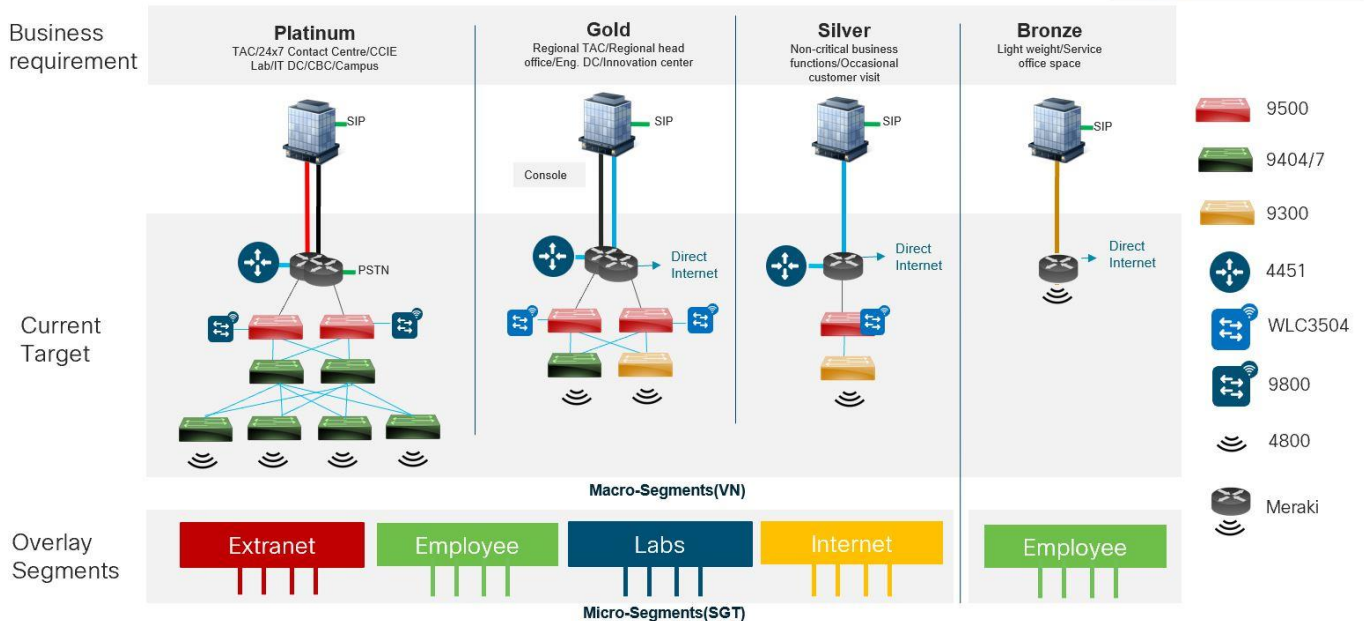 Business
requirement
Platinum
TAC/24x7 Contact Centre/CCIE
Lab/IT DC/CBC/Campus
Gold
Regional TAC/Regional head
office/Eng. DC/Innovation center
Silver
Non-critical business
functions/Occasional
customer visit
Bronze
Light weight/Service
office space
SIP
SIP
SIP
SIP
Console
Current
Target
PSTN
Direct
Internet
Direct
Internet
Direct
Internet
9500
9404/7
9300
4451
WLC3504
9800
4800
Meraki
Macro-Segments(VN)
Overlay
Segments
Extranet
Employee
Labs
Internet
Employee
Micro-Segments(SGT)